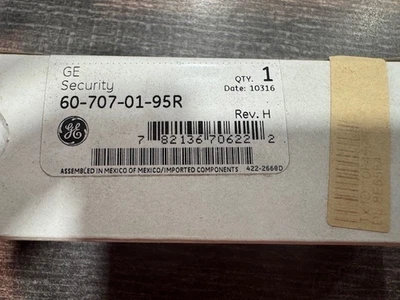 GE
Security
60-707-01-95R
QTY. 1
Date: 10316
Rev. H
GE
7 82136 70622 2
ASSEMBLED IN MEXICO OF MEXICO/IMPORTED COMPONENTS 422-2668D